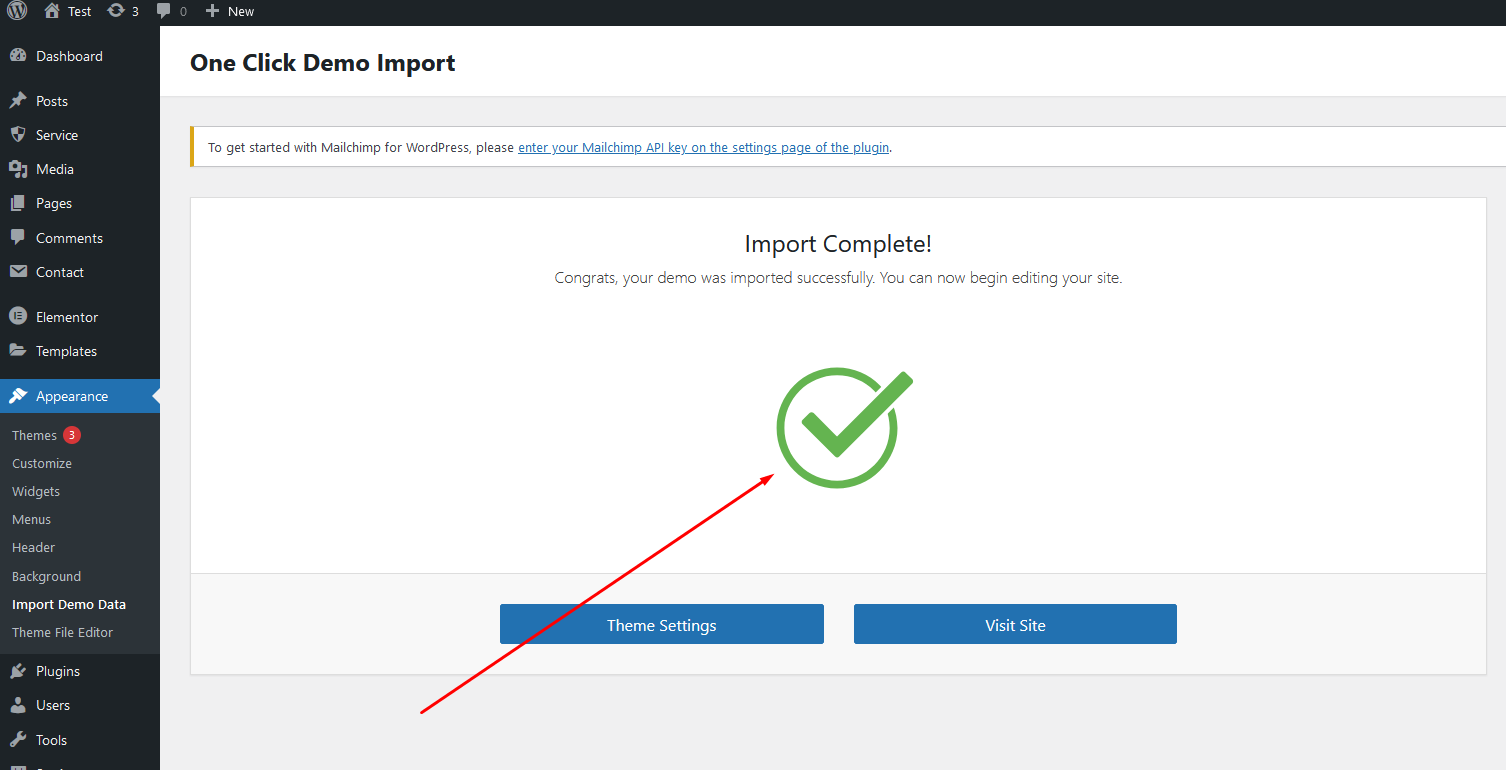 Test 3 0 New
Dashboard
Posts
Service
Media
Pages
Comments
Contact
Elementor
Templates
Appearance
Themes 3
Customize
Widgets
Menus
Header
Background
Import Demo Data
Theme File Editor
Plugins
Users
Tools
One Click Demo Import
To get started with Mailchimp for WordPress, please enter your Mailchimp API key on the settings page of the plugin.
Import Complete!
Congrats, your demo was imported successfully. You can now begin editing your site.
Theme Settings
Visit Site